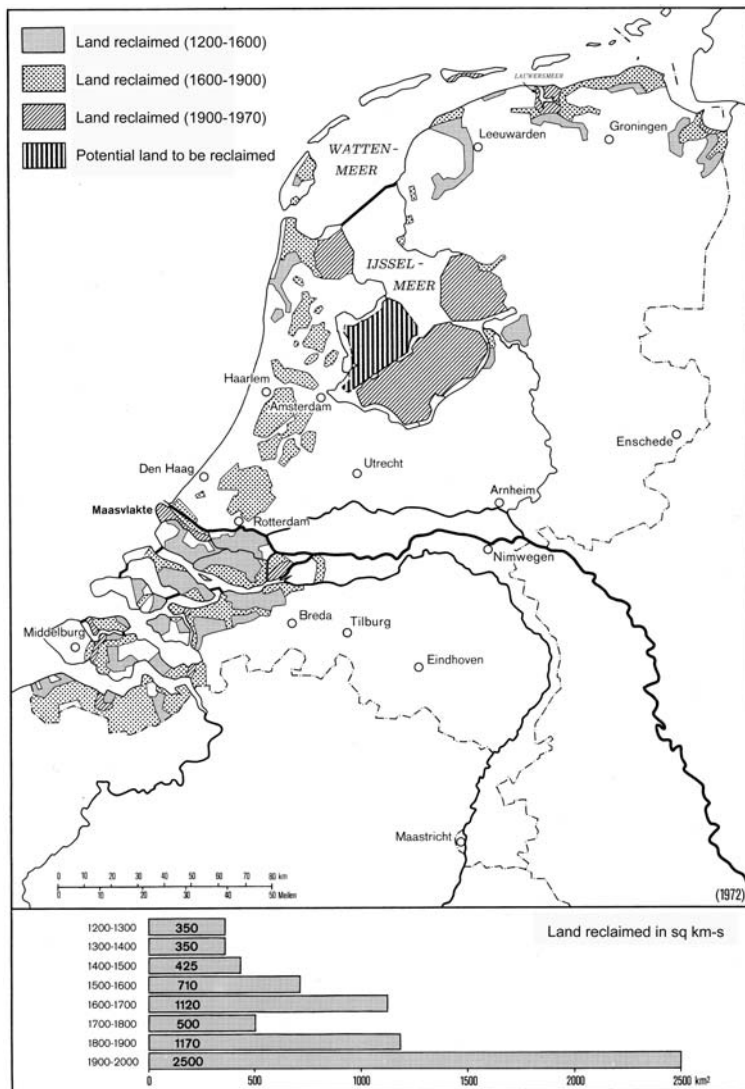 Land reclaimed (1200-1600)
Land reclaimed (1600-1900)
Land reclaimed (1900-1970)
Potential land to be reclaimed
LAUWERSMEER
Leeuwarden
Groningen
WATTEN-
MEER
IJSSEL-
MEER
Haarlem
Amsterdam
Enschede
Den Haag
Utrecht
Arnheim
Maasvlakte
Rotterdam
Nimwegen
Breda
Tilburg
Middelburg
Eindhoven
Maastricht
0 10 20 30 40 50 60 70 80 km
0 10 20 30 40 50 Meilen
(1972)
Land reclaimed in sq km-s
1200-1300 350
1300-1400 350
1400-1500 425
1500-1600 710
1600-1700 1120
1700-1800 500
1800-1900 1170
1900-2000 2500
0 500 1000 1500 2000 2500 km²